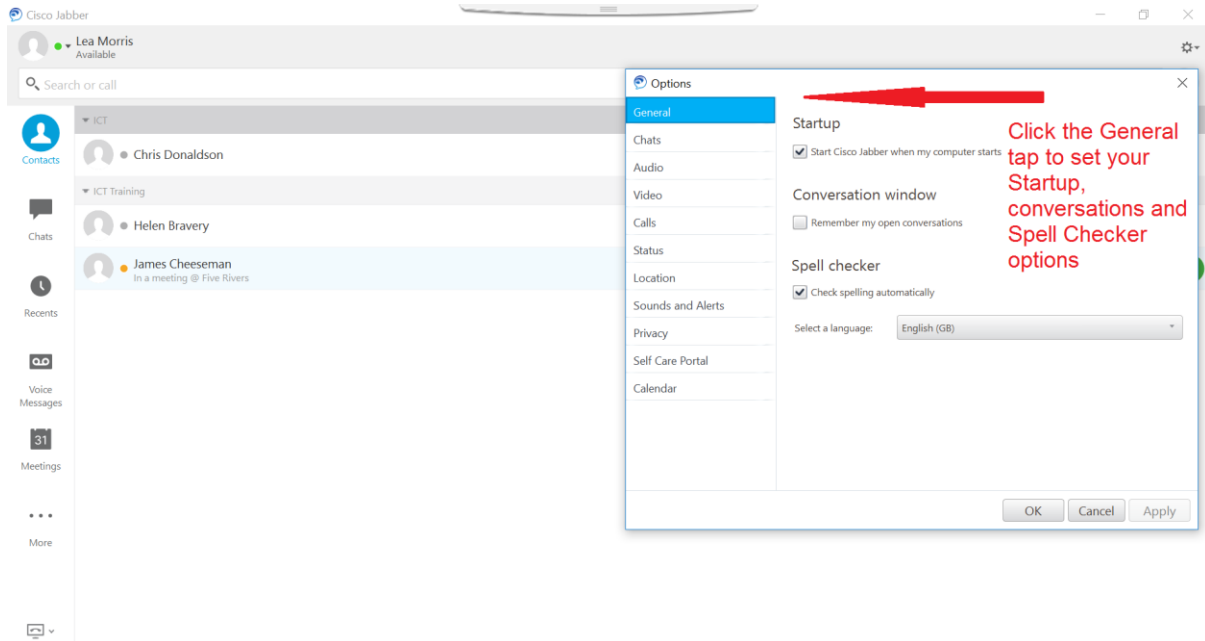 Cisco Jabber
Lea Morris
Available
Search or call
Contacts
Chats
Recents
Voice
Messages
31
Meetings
More
ICT
Chris Donaldson
ICT Training
Helen Bravery
James Cheeseman
In a meeting @ Five Rivers
Options
General
Chats
Audio
Video
Calls
Status
Location
Sounds and Alerts
Privacy
Self Care Portal
Calendar
Startup
Start Cisco Jabber when my computer starts
Conversation window
Remember my open conversations
Spell checker
Check spelling automatically
Select a language: English (GB)
OK Cancel Apply
Click the General
tap to set your
Startup,
conversations and
Spell Checker
options